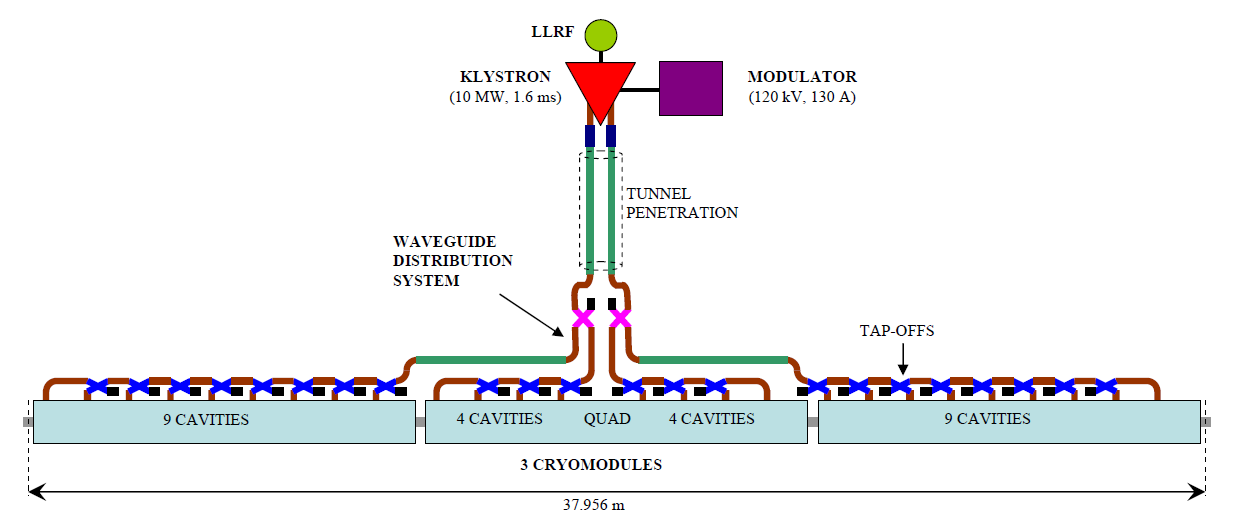 LLRF
KLYSTRON
(10 MW, 1.6 ms)
MODULATOR
(120 kV, 130 A)
TUNNEL
PENETRATION
WAVEGUIDE
DISTRIBUTION
SYSTEM
TAP-OFFS
9 CAVITIES
4 CAVITIES
QUAD
4 CAVITIES
9 CAVITIES
3 CRYOMODULES
37.956 m